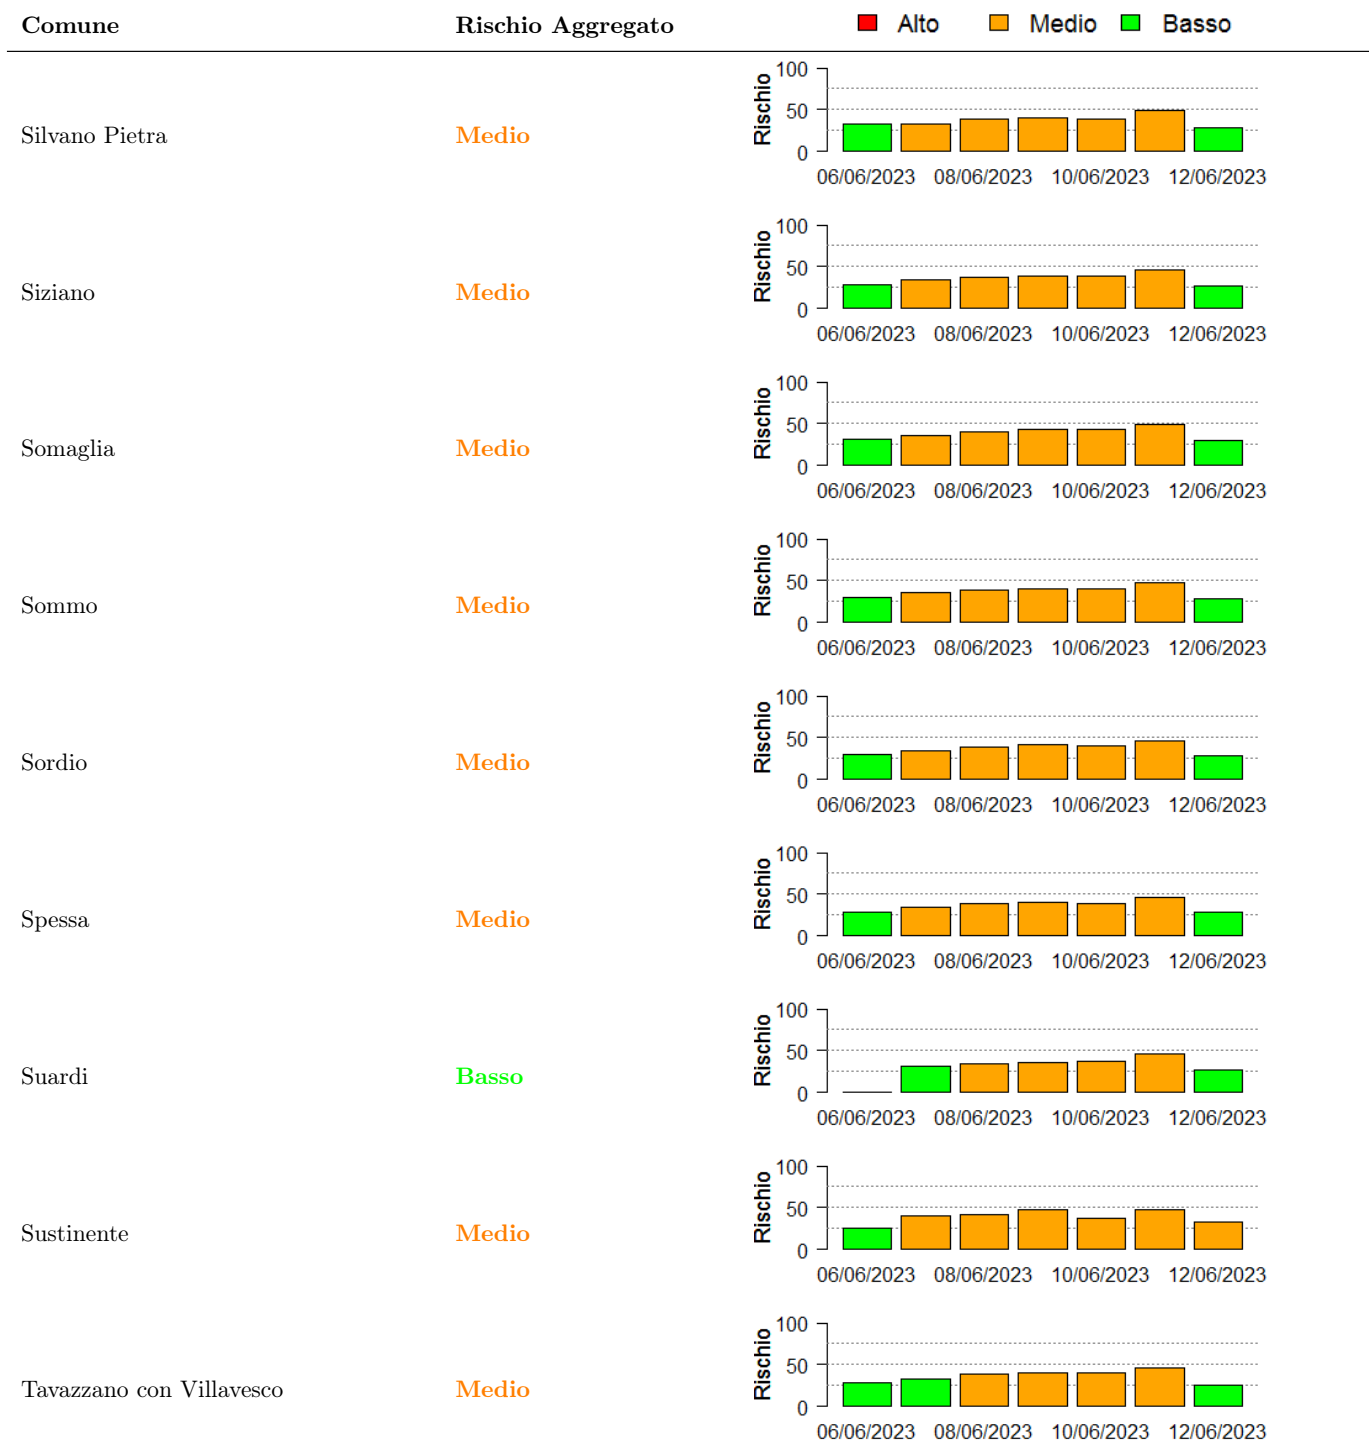 Comune Rischio Aggregato Alto Medio Basso
Silvano Pietra Medio
Rischio
100
50
0
06/06/2023 08/06/2023 10/06/2023 12/06/2023
Siziano Medio
Rischio
100
50
0
06/06/2023 08/06/2023 10/06/2023 12/06/2023
Somaglia Medio
Rischio
100
50
0
06/06/2023 08/06/2023 10/06/2023 12/06/2023
Sommo Medio
Rischio
100
50
0
06/06/2023 08/06/2023 10/06/2023 12/06/2023
Sordio Medio
Rischio
100
50
0
06/06/2023 08/06/2023 10/06/2023 12/06/2023
Spessa Medio
Rischio
100
50
0
06/06/2023 08/06/2023 10/06/2023 12/06/2023
Suardi Basso
Rischio
100
50
0
06/06/2023 08/06/2023 10/06/2023 12/06/2023
Sustinente Medio
Rischio
100
50
0
06/06/2023 08/06/2023 10/06/2023 12/06/2023
Tavazzano con Villavesco Medio
Rischio
100
50
0
06/06/2023 08/06/2023 10/06/2023 12/06/2023